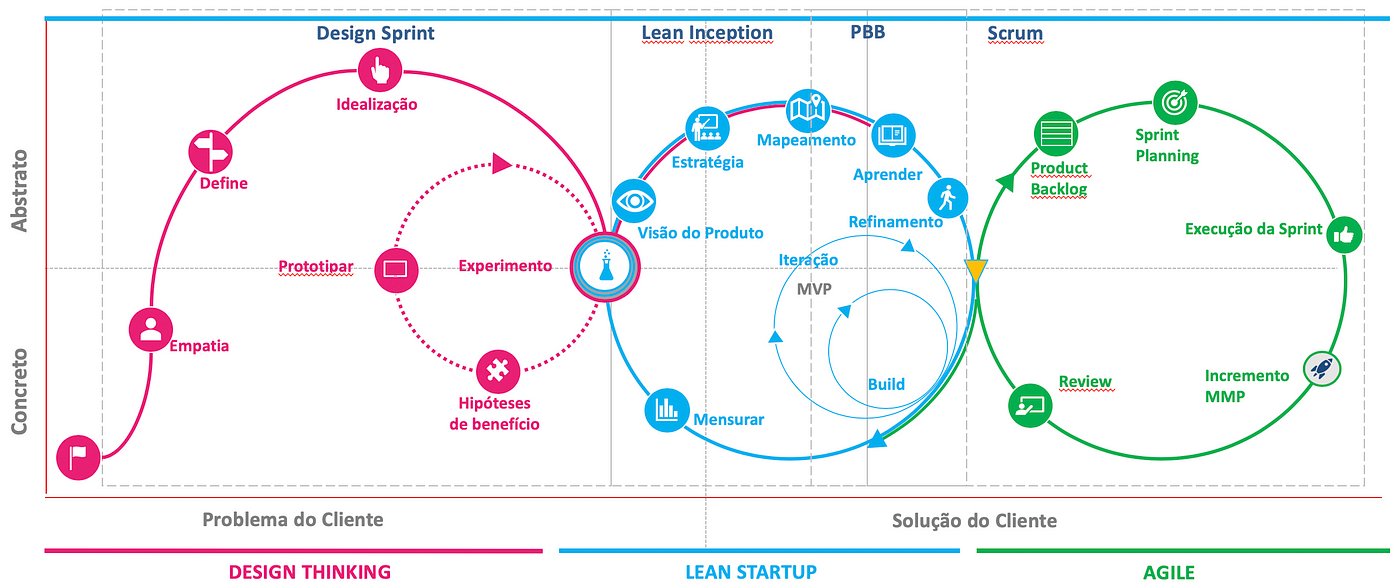 Design Sprint
Lean Inception
PBB
Scrum
Abstrato
Concreto
Idealização
Define
Empatia
Prototipar
Experimento
Hipóteses
de benefício
Visão do Produto
Estratégia
Mapeamento
Aprender
Refinamento
Iteração
MVP
Build
Mensurar
Product
Backlog
Sprint
Planning
Execução da Sprint
Incremento
MMP
Review
Problema do Cliente
Solução do Cliente
DESIGN THINKING
LEAN STARTUP
AGILE